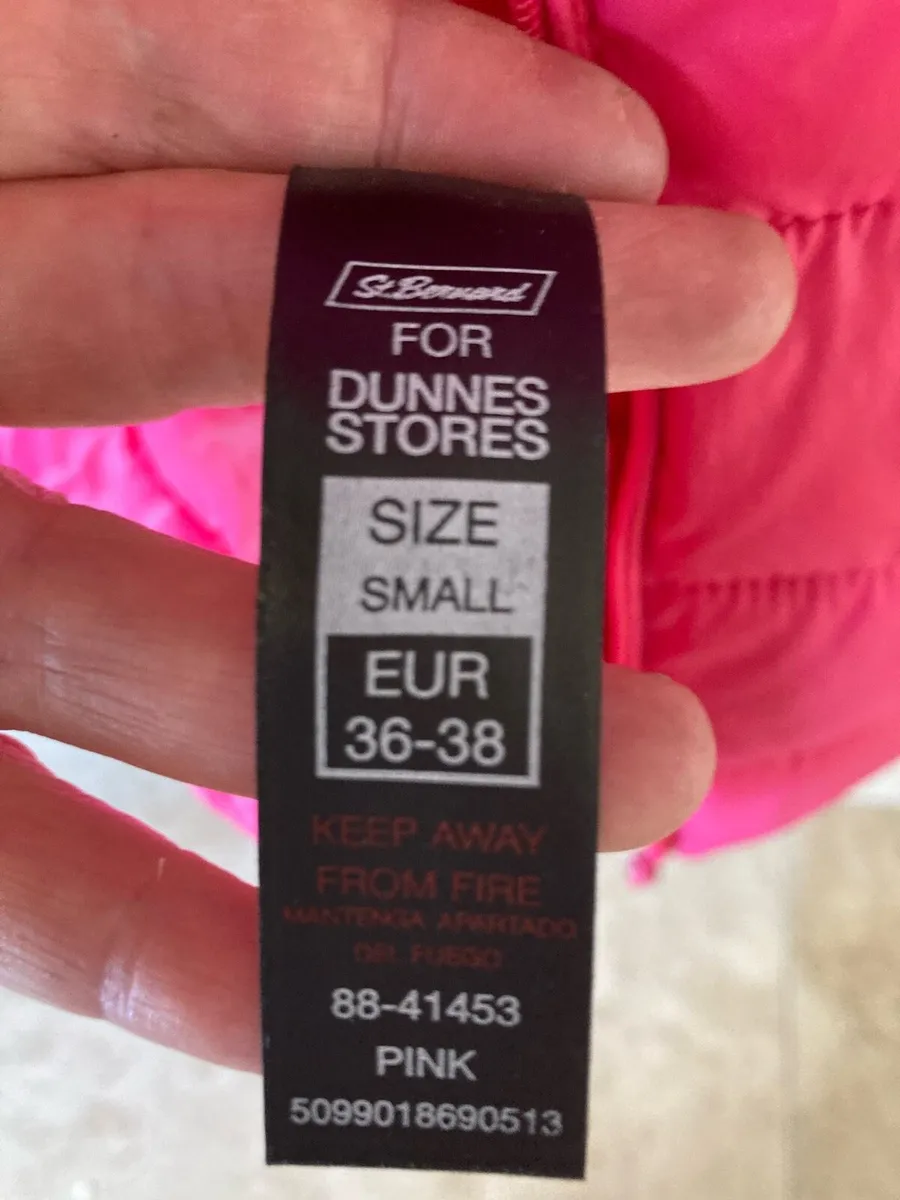 St.Bernard
FOR
DUNNES
STORES
SIZE
SMALL
EUR
36-38
KEEP AWAY
FROM FIRE
MANTENGA APARTADO
DEL FUEGO
88-41453
PINK
5099018690513